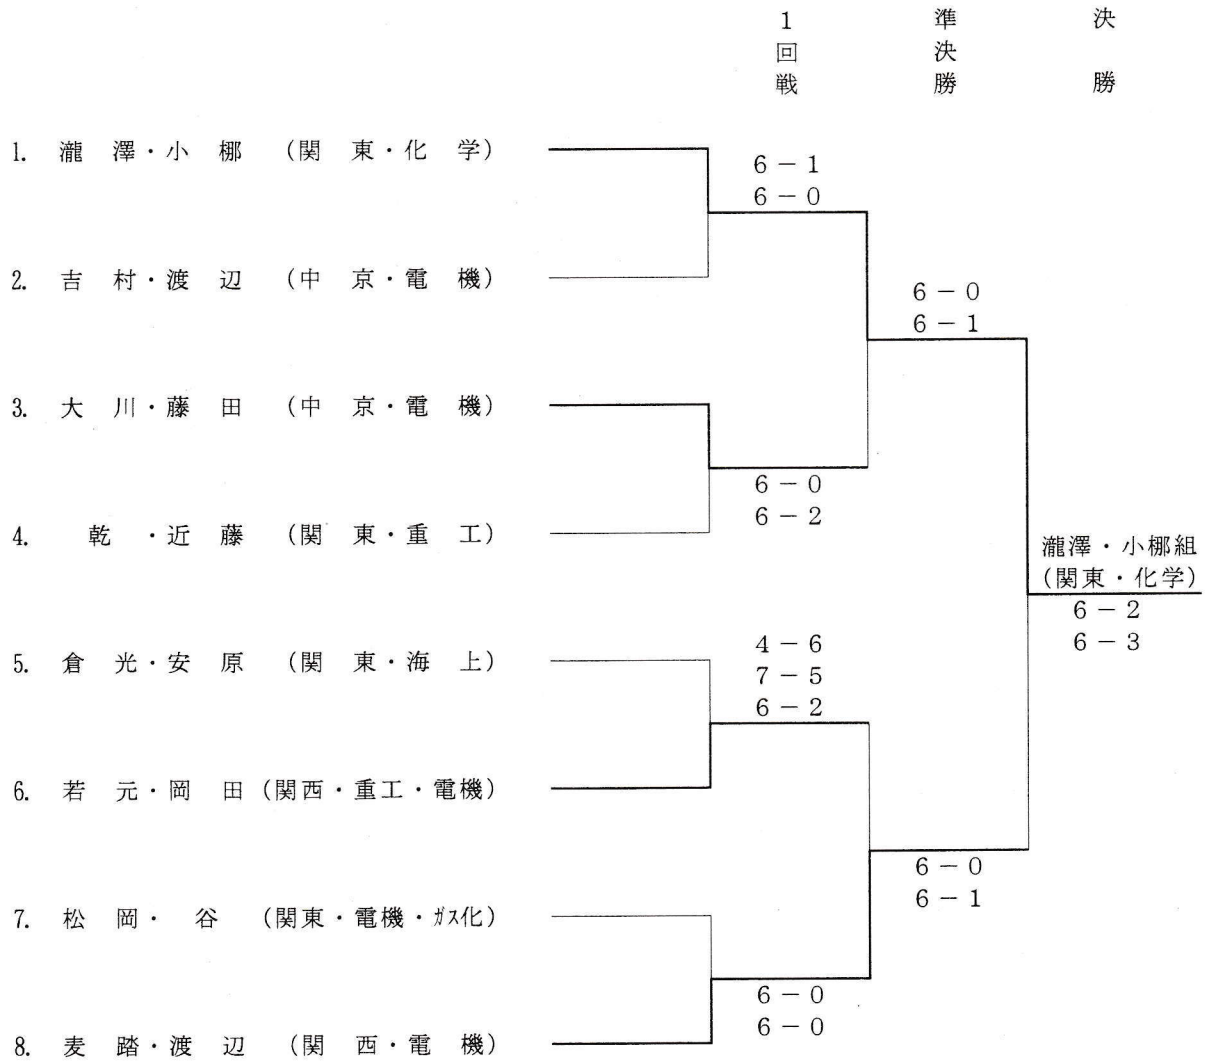 1回戦
準決勝
決勝
1. 瀧澤・小梛 (関東・化学)
6－1
6－0
2. 吉村・渡辺 (中京・電機)
6－0
6－1
3. 大川・藤田 (中京・電機)
6－0
6－2
4. 乾・近藤 (関東・重工)
瀧澤・小梛組
(関東・化学)
6－2
6－3
5. 倉光・安原 (関東・海上)
4－6
7－5
6－2
6. 若元・岡田 (関西・重工・電機)
6－0
6－1
7. 松岡・谷 (関東・電機・ガス化)
6－0
6－0
8. 麦踏・渡辺 (関西・電機)